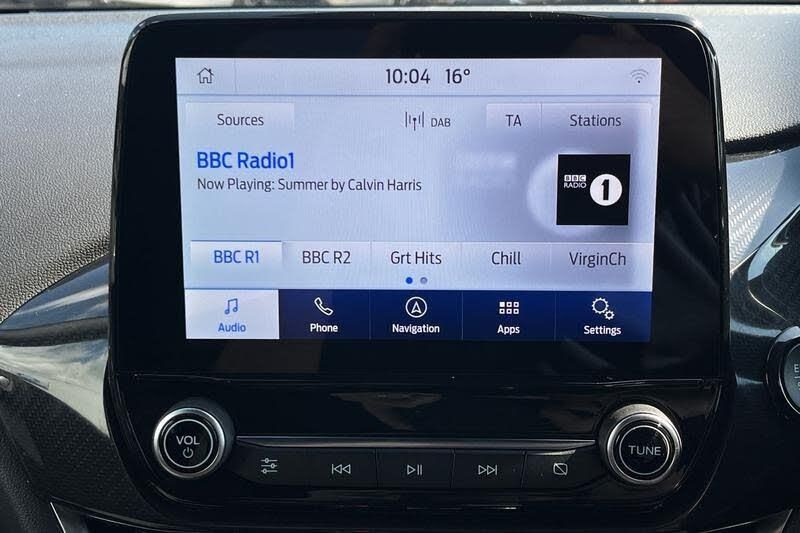 10:04 16°
Sources DAB TA Stations
BBC Radio1
Now Playing: Summer by Calvin Harris
BBC
RADIO 1
BBC R1 BBC R2 Grt Hits Chill VirginCh
Audio Phone Navigation Apps Settings
VOL
TUNE